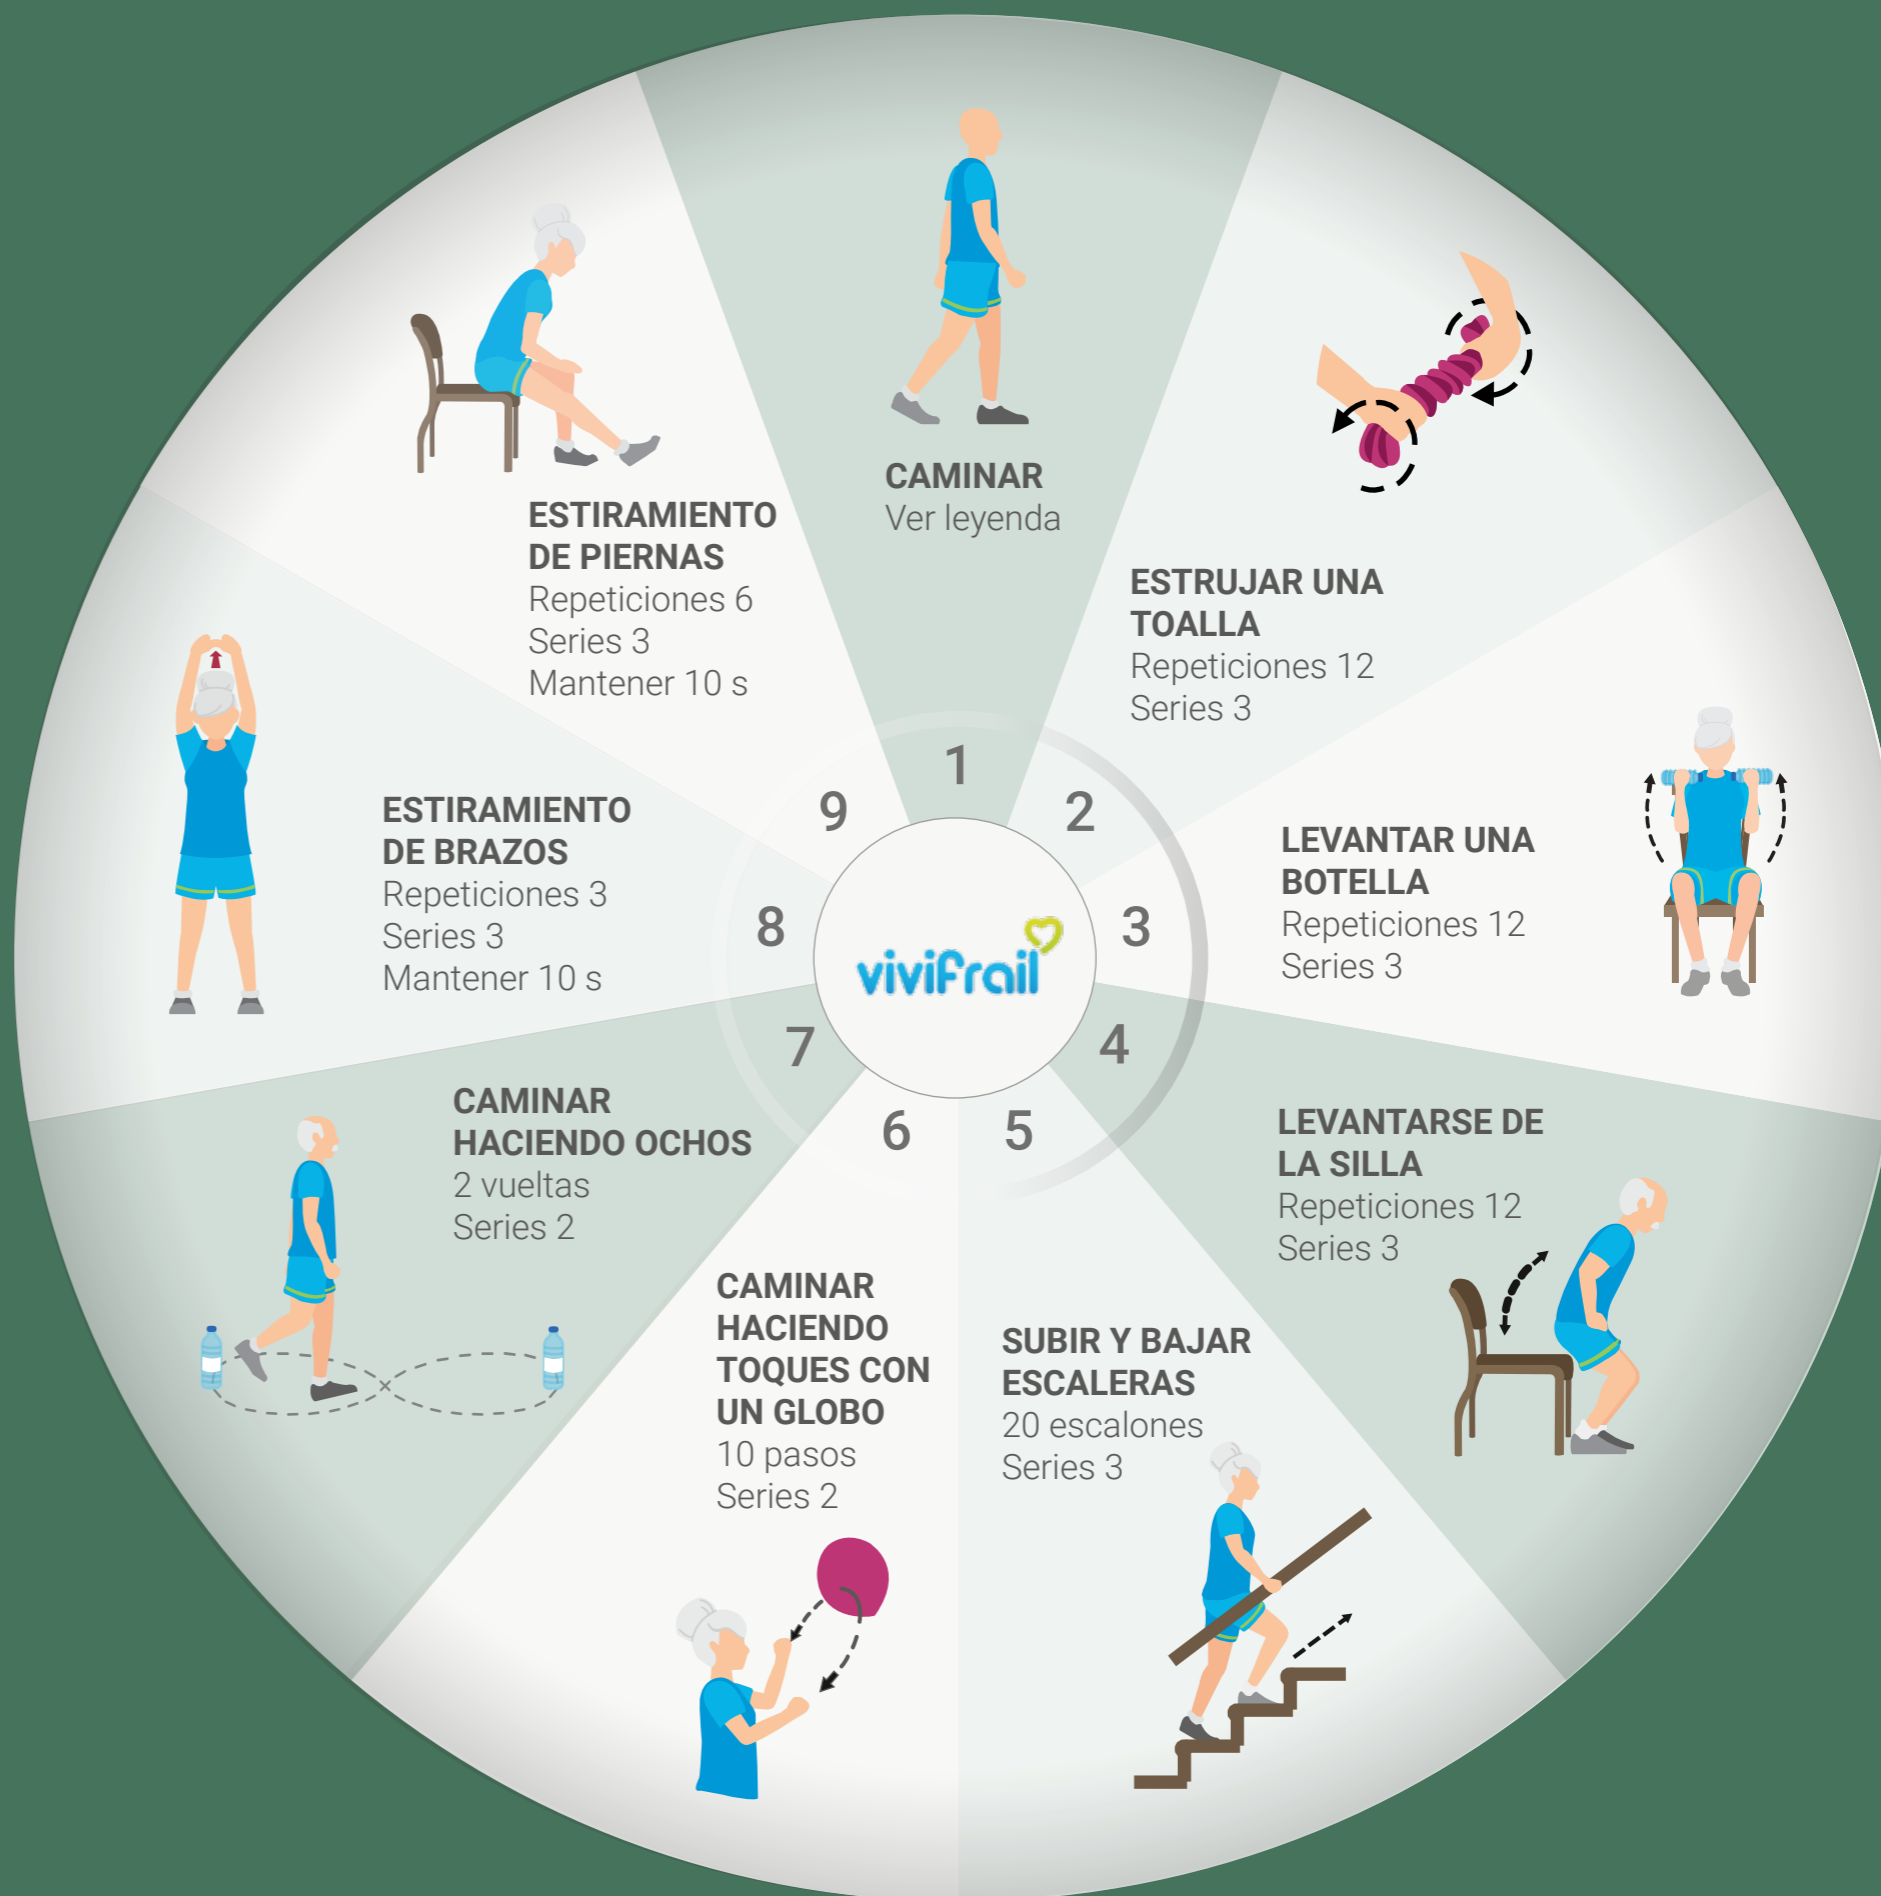 1
CAMINAR
Ver leyenda
2
ESTRUJAR UNA
TOALLA
Repeticiones 12
Series 3
3
LEVANTAR UNA
BOTELLA
Repeticiones 12
Series 3
4
LEVANTARSE DE
LA SILLA
Repeticiones 12
Series 3
5
SUBIR Y BAJAR
ESCALERAS
20 escalones
Series 3
6
CAMINAR
HACIENDO
TOQUES CON
UN GLOBO
10 pasos
Series 2
7
CAMINAR
HACIENDO OCHOS
2 vueltas
Series 2
8
ESTIRAMIENTO
DE BRAZOS
Repeticiones 3
Series 3
Mantener 10 s
9
ESTIRAMIENTO
DE PIERNAS
Repeticiones 6
Series 3
Mantener 10 s
vivifrail